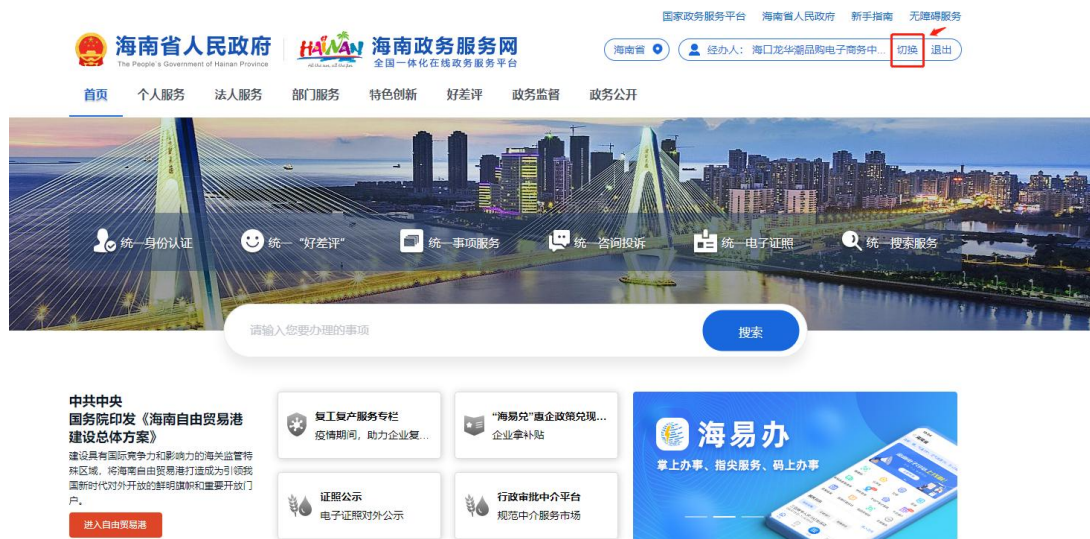 国家政务服务平台 海南省人民政府 新手指南 无障碍服务
海南省人民政府
The People's Government of Hainan Province
HAINAN
海南政务服务网
全国一体化在线政务服务平台
海南省
经办人： 海口龙华潮品购电子商务中... 切换 退出
首页 个人服务 法人服务 部门服务 特色创新 好差评 政务监督 政务公开
统一身份认证 统一“好差评” 统一事项服务 统一咨询投诉 统一电子证照 统一搜索服务
请输入您要办理的事项 搜索
中共中央
国务院印发《海南自由贸易港
建设总体方案》
建设具有国际竞争力和影响力的海关监管特
殊区域，将海南自由贸易港打造成为引领我
国新时代对外开放的鲜明旗帜和重要开放门
户。
进入自由贸易港
复工复产服务专栏
疫情期间，助力企业复...
“海易兑”惠企政策兑现...
企业拿补贴
证照公示
电子证照对外公示
行政审批中介平台
规范中介服务市场
海易办
掌上办事、指尖服务、码上办事